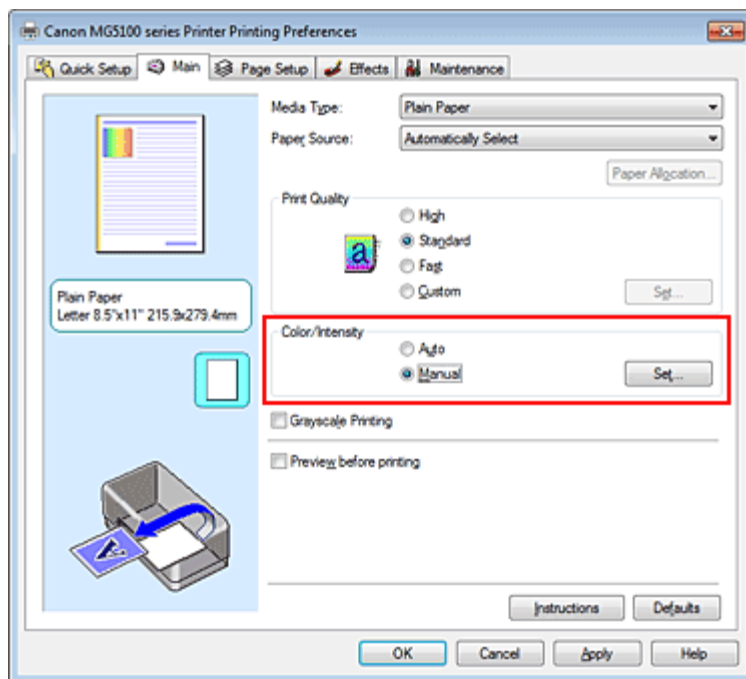 Canon MG5100 series Printer Printing Preferences
Quick Setup Main Page Setup Effects Maintenance
Media Type: Plain Paper
Paper Source: Automatically Select
Paper Allocation...
Print Quality
High
a Standard
Fast
Custom Set...
Plain Paper
Letter 8.5"x11" 215.9x279.4mm
Color/Intensity
Auto
Manual Set...
Grayscale Printing
Preview before printing
Instructions Defaults
OK Cancel Apply Help